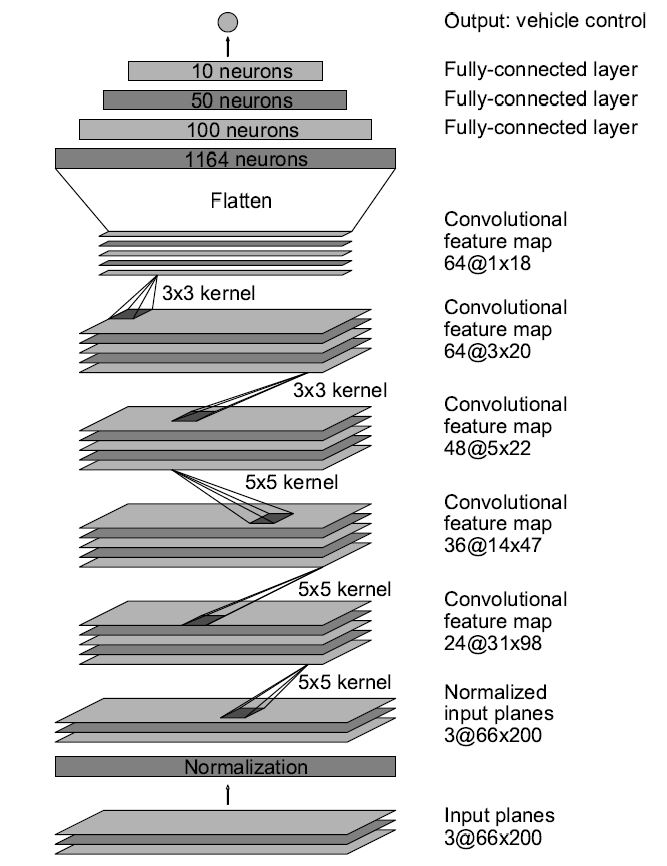 Output: vehicle control
10 neurons
Fully-connected layer
50 neurons
Fully-connected layer
100 neurons
Fully-connected layer
1164 neurons
Flatten
Convolutional
feature map
64@1x18
3x3 kernel
Convolutional
feature map
64@3x20
3x3 kernel
Convolutional
feature map
48@5x22
5x5 kernel
Convolutional
feature map
36@14x47
5x5 kernel
Convolutional
feature map
24@31x98
5x5 kernel
Normalized
input planes
3@66x200
Normalization
Input planes
3@66x200